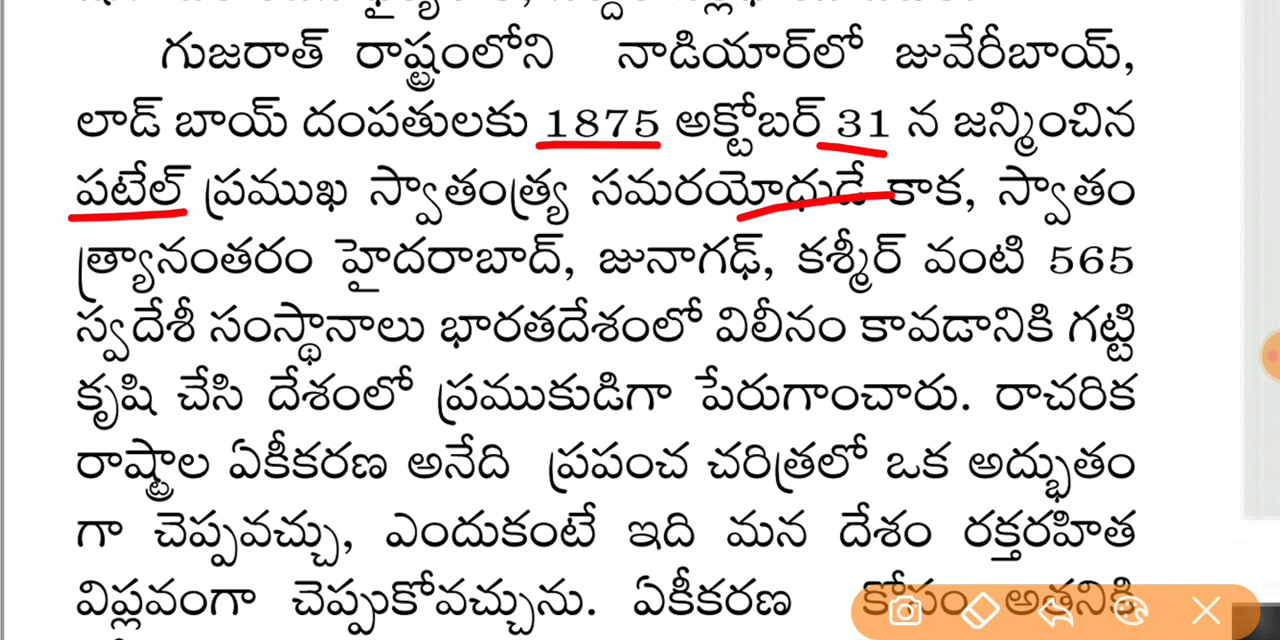 గుజరాత్ రాష్ట్రంలోని నాడియార్‌లో జువేరీబాయ్,
లాడ్ బాయ్ దంపతులకు 1875 అక్టోబర్ 31 న జన్మించిన
పటేల్ ప్రముఖ స్వాతంత్ర్య సమరయోధుడే కాక, స్వాతం
త్ర్యానంతరం హైదరాబాద్, జునాగఢ్, కశ్మీర్ వంటి 565
స్వదేశీ సంస్థానాలు భారతదేశంలో విలీనం కావడానికి గట్టి
కృషి చేసి దేశంలో ప్రముకుడిగా పేరుగాంచారు. రాచరిక
రాష్ట్రాల ఏకీకరణ అనేది ప్రపంచ చరిత్రలో ఒక అద్భుతం
గా చెప్పవచ్చు, ఎందుకంటే ఇది మన దేశం రక్తరహిత
విప్లవంగా చెప్పుకోవచ్చును. ఏకీకరణ కోసం అతనికి